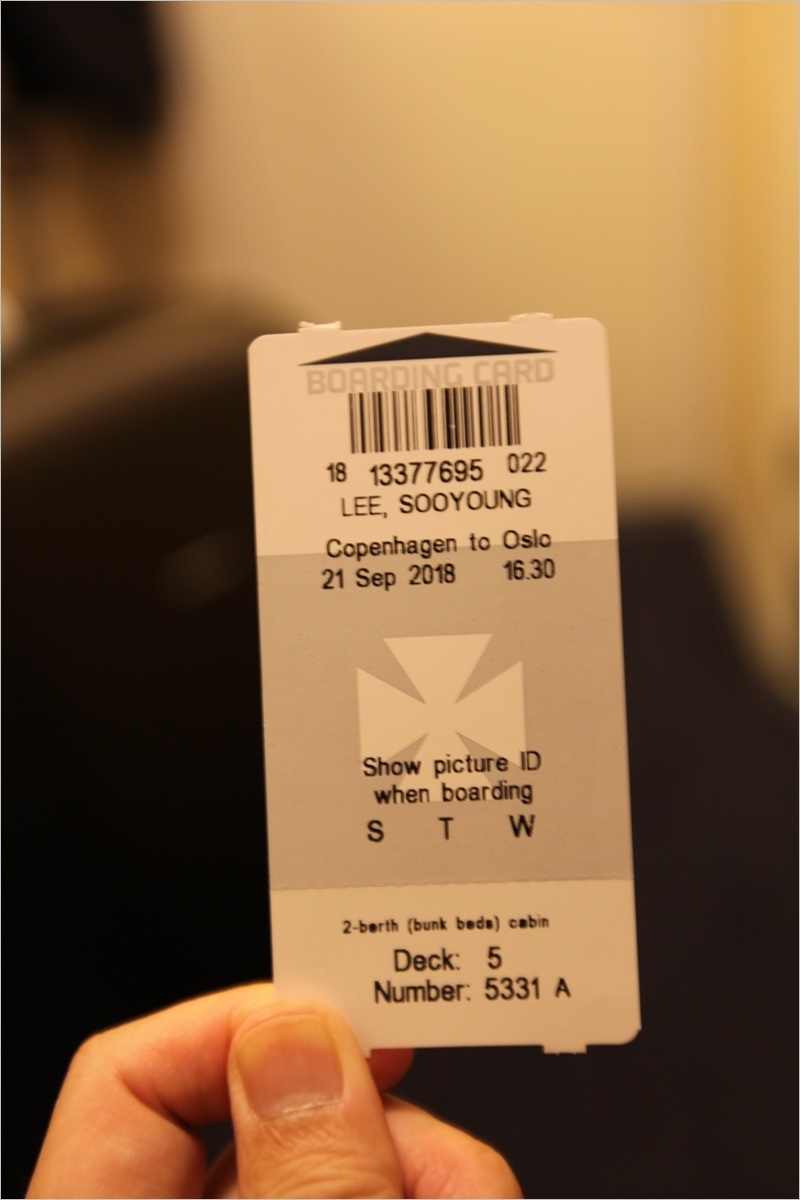 BOARDING CARD
18 13377695 022
LEE, SOOYOUNG
Copenhagen to Oslo
21 Sep 2018 16.30
Show picture ID
when boarding
S T W
2-berth (bunk beds) cabin
Deck: 5
Number: 5331 A